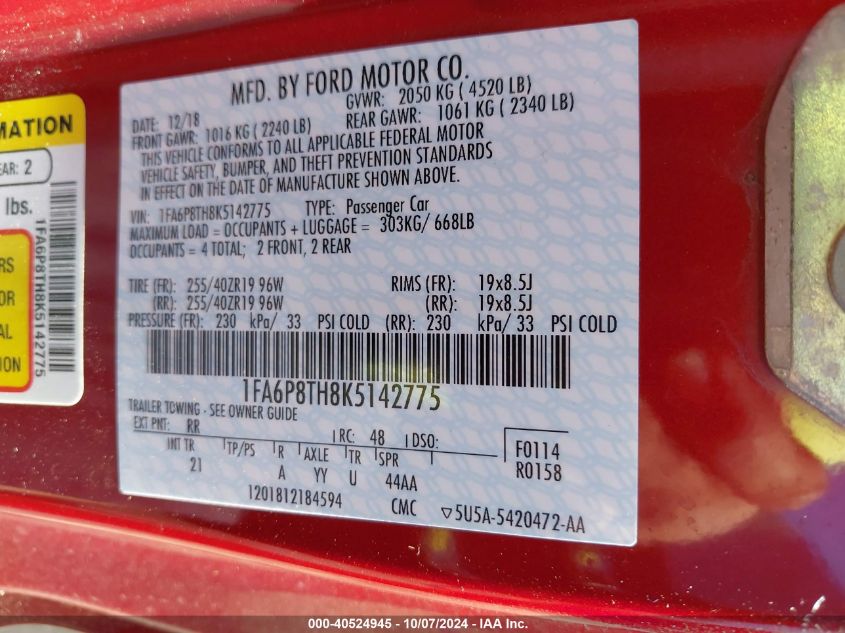 MATION
EAR: 2
lbs.
1FA6P8TH8K5142775
RS
OR
AL
ION
MFD. BY FORD MOTOR CO.
DATE: 12/18 GVWR: 2050 KG ( 4520 LB)
FRONT GAWR: 1016 KG ( 2240 LB) REAR GAWR: 1061 KG ( 2340 LB)
THIS VEHICLE CONFORMS TO ALL APPLICABLE FEDERAL MOTOR
VEHICLE SAFETY, BUMPER, AND THEFT PREVENTION STANDARDS
IN EFFECT ON THE DATE OF MANUFACTURE SHOWN ABOVE.
VIN: 1FA6P8TH8K5142775 TYPE: Passenger Car
MAXIMUM LOAD = OCCUPANTS + LUGGAGE = 303KG/ 668LB
OCCUPANTS = 4 TOTAL; 2 FRONT, 2 REAR
TIRE (FR): 255/40ZR19 96W RIMS (FR): 19x8.5J
(RR): 255/40ZR19 96W (RR): 19x8.5J
PRESSURE (FR): 230 kPa/ 33 PSI COLD (RR): 230 kPa/ 33 PSI COLD
1FA6P8TH8K5142775
TRAILER TOWING - SEE OWNER GUIDE
EXT PNT: RR RC: 48 DSO:
INT TR TP/PS R AXLE TR SPR F0114
21 A YY U 44AA R0158
1201812184594 CMC ▽5U5A-5420472-AA
000-40524945 - 10/07/2024 - IAA Inc.